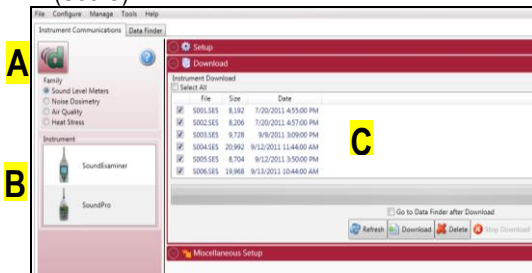 File Configure Manage Tools Help
Instrument Communications Data Finder
A
Family
Sound Level Meters
Noise Dosimetry
Air Quality
Heat Stress
Instrument
B
SoundExaminer
SoundPro
Setup
Download
Instrument Download
Select All
File Size Date
S001.SES 8,192 7/20/2011 4:55:00 PM
S002.SES 8,206 7/20/2011 4:57:00 PM
S003.SES 9,728 9/9/2011 3:09:00 PM
S004.SES 20,992 9/12/2011 11:44:00 AM
S005.SES 8,704 9/12/2011 3:50:00 PM
S006.SES 19,968 9/13/2011 10:44:00 AM
C
Go to Data Finder after Download
Refresh Download Delete Stop Download
Miscellaneous Setup